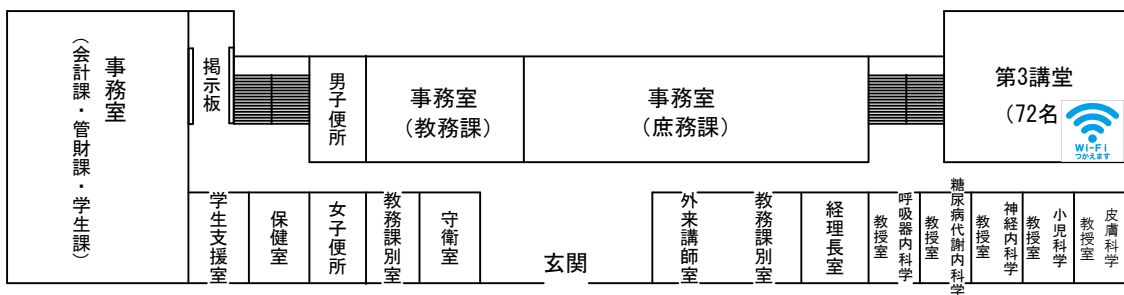 事務室
（会計課・管財課・学生課）
掲示板
男子便所
事務室
（教務課）
事務室
（庶務課）
第3講堂
（72名
Wi-Fi
つかえます
学生支援室
保健室
女子便所
教務課別室
守衛室
玄関
外来講師室
教務課別室
経理長室
呼吸器内科学
教授室
糖尿病代謝内科学
教授室
神経内科学
教授室
小児科学
教授室
皮膚科学
教授室